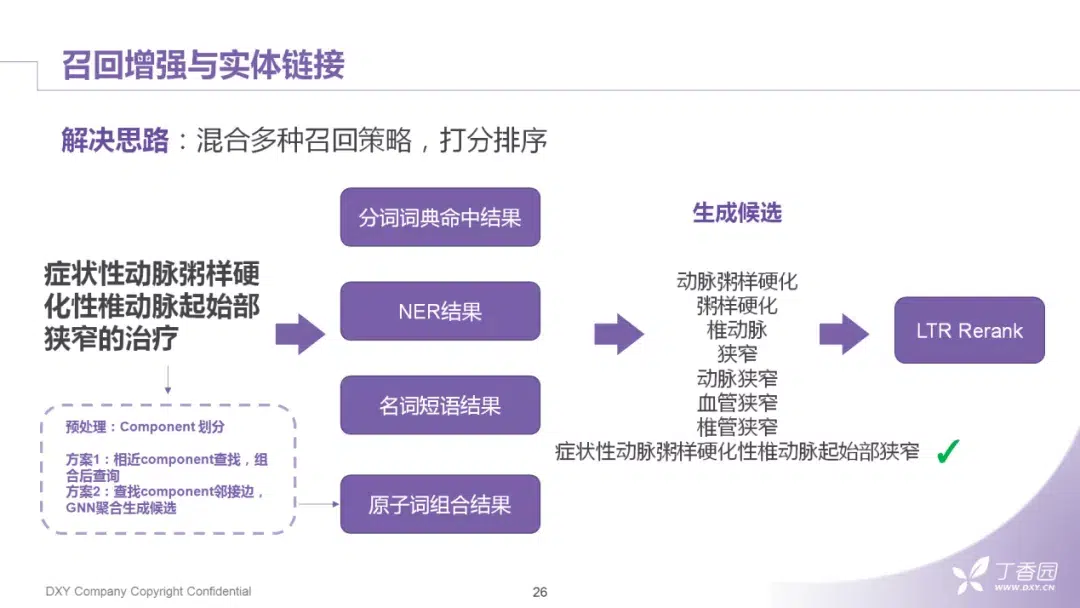 召回增强与实体链接
解决思路：混合多种召回策略，打分排序
症状性动脉粥样硬
化性椎动脉起始部
狭窄的治疗
预处理：Component 划分
方案1：相近component查找，组
合后查询
方案2：查找component邻接边，
GNN聚合生成候选
分词词典命中结果
NER结果
名词短语结果
原子词组合结果
生成候选
动脉粥样硬化
粥样硬化
椎动脉
狭窄
动脉狭窄
血管狭窄
椎管狭窄
症状性动脉粥样硬化性椎动脉起始部狭窄
LTR Rerank
DXY Company Copyright Confidential
26
丁香园
WWW.DXY.CN